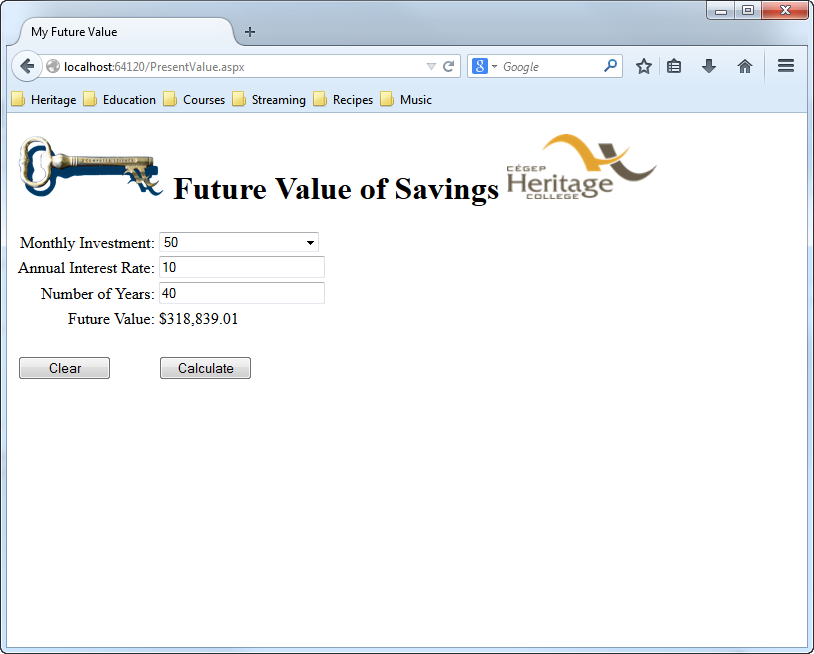 My Future Value
localhost:64120/PresentValue.aspx
Google
Heritage Education Courses Streaming Recipes Music
Future Value of Savings
CÉGEP
Heritage
COLLEGE
Monthly Investment: 50
Annual Interest Rate: 10
Number of Years: 40
Future Value: $318,839.01
Clear Calculate